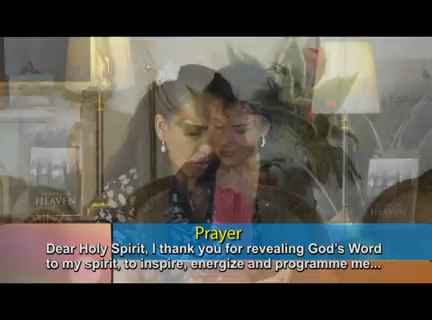 HEAVEN
Prayer
Dear Holy Spirit, I thank you for revealing God's Word
to my spirit, to inspire, energize and programme me...